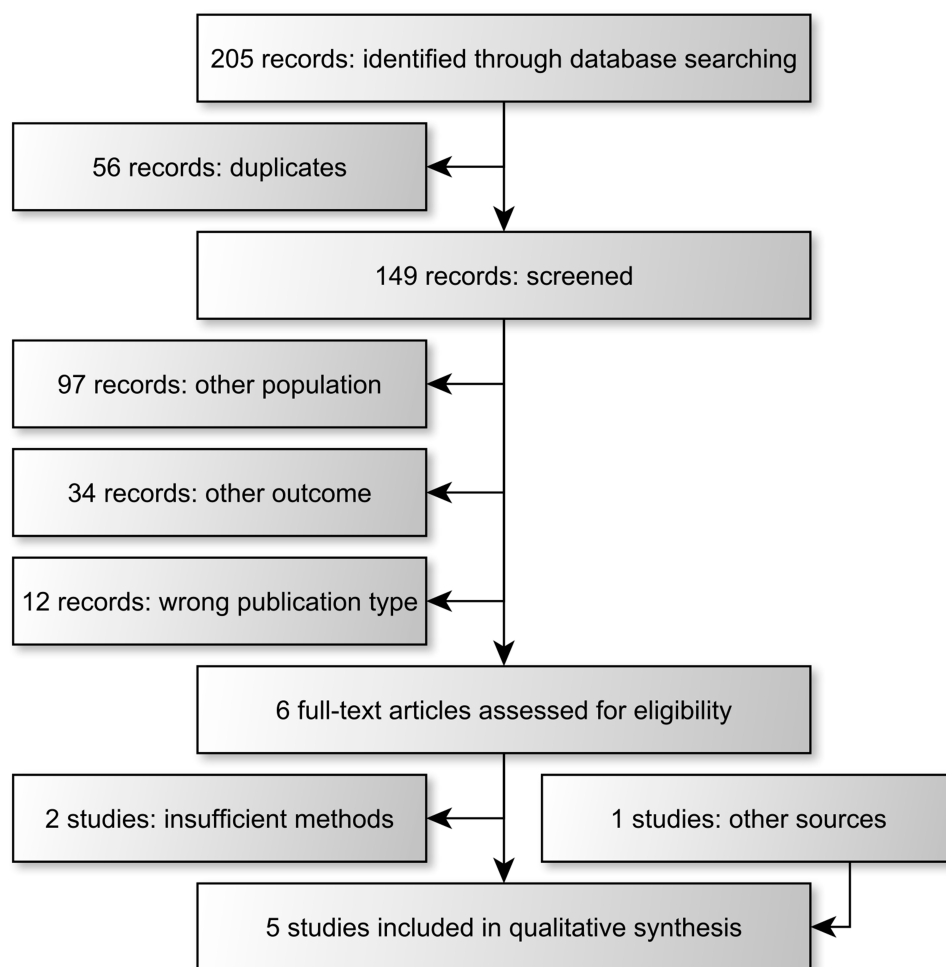 205 records: identified through database searching
56 records: duplicates
149 records: screened
97 records: other population
34 records: other outcome
12 records: wrong publication type
6 full-text articles assessed for eligibility
2 studies: insufficient methods
1 studies: other sources
5 studies included in qualitative synthesis